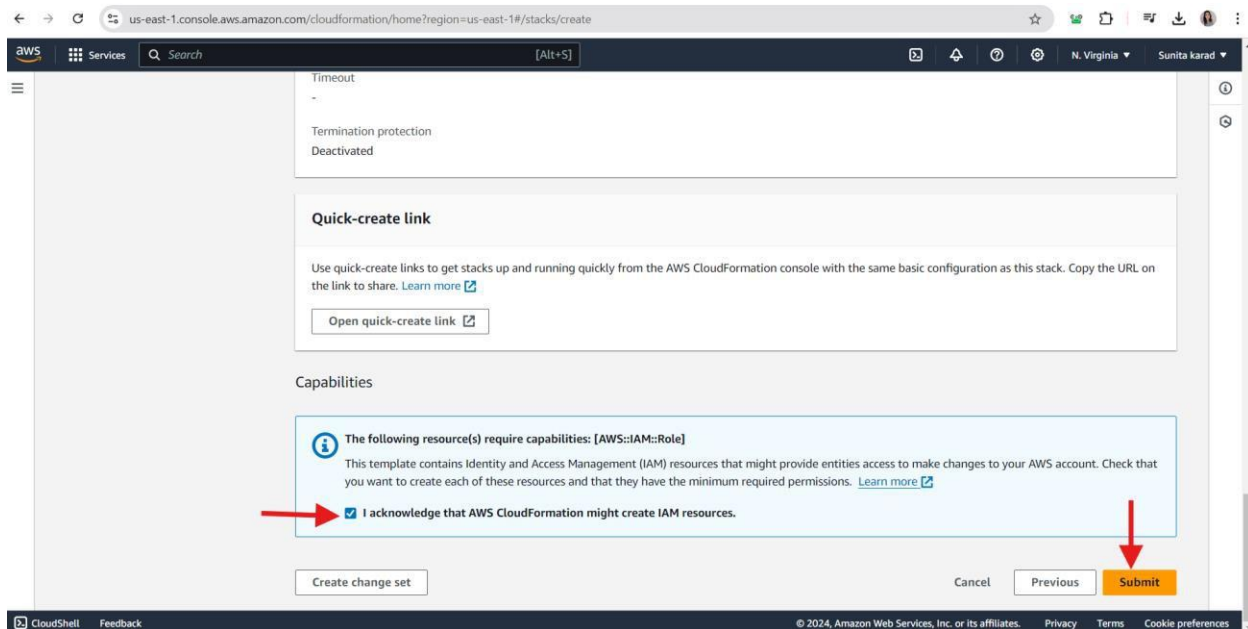 us-east-1.console.aws.amazon.com/cloudformation/home?region=us-east-1#/stacks/create
aws Services Search [Alt+S] N. Virginia Sunita karad
Timeout
-
Termination protection
Deactivated
Quick-create link
Use quick-create links to get stacks up and running quickly from the AWS CloudFormation console with the same basic configuration as this stack. Copy the URL on
the link to share. Learn more
Open quick-create link
Capabilities
The following resource(s) require capabilities: [AWS::IAM::Role]
This template contains Identity and Access Management (IAM) resources that might provide entities access to make changes to your AWS account. Check that
you want to create each of these resources and that they have the minimum required permissions. Learn more
I acknowledge that AWS CloudFormation might create IAM resources.
Create change set Cancel Previous Submit
CloudShell Feedback © 2024, Amazon Web Services, Inc. or its affiliates. Privacy Terms Cookie preferences